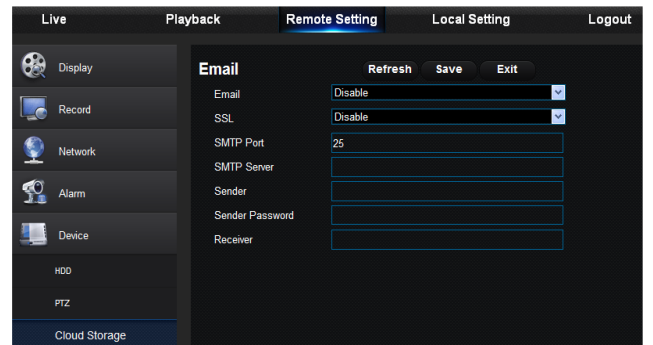 Live Playback Remote Setting Local Setting Logout
Display
Record
Network
Alarm
Device
HDD
PTZ
Cloud Storage
Email Refresh Save Exit
Email Disable
SSL Disable
SMTP Port 25
SMTP Server
Sender
Sender Password
Receiver